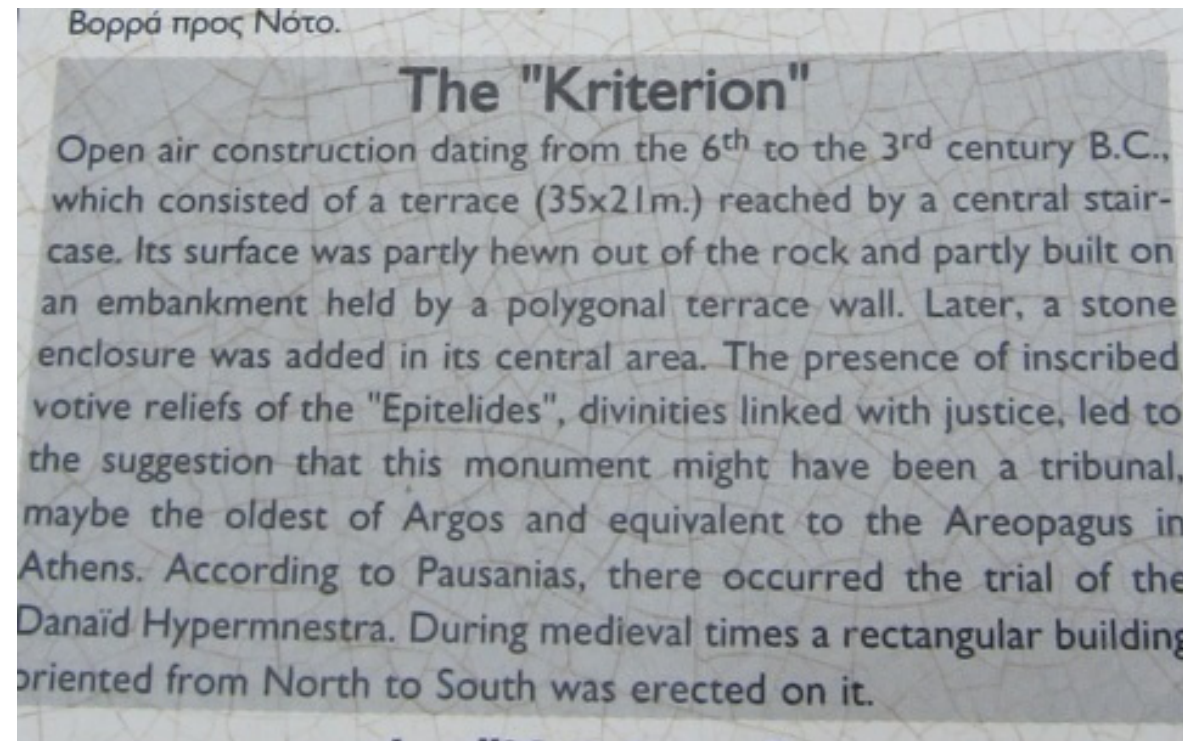 Βορρά προς Νότο.
The "Kriterion"
Open air construction dating from the 6th to the 3rd century B.C.,
which consisted of a terrace (35x21m.) reached by a central stair-
case. Its surface was partly hewn out of the rock and partly built on
an embankment held by a polygonal terrace wall. Later, a stone
enclosure was added in its central area. The presence of inscribed
votive reliefs of the "Epitelides", divinities linked with justice, led to
the suggestion that this monument might have been a tribunal,
maybe the oldest of Argos and equivalent to the Areopagus in
Athens. According to Pausanias, there occurred the trial of the
Danaïd Hypermnestra. During medieval times a rectangular building
oriented from North to South was erected on it.